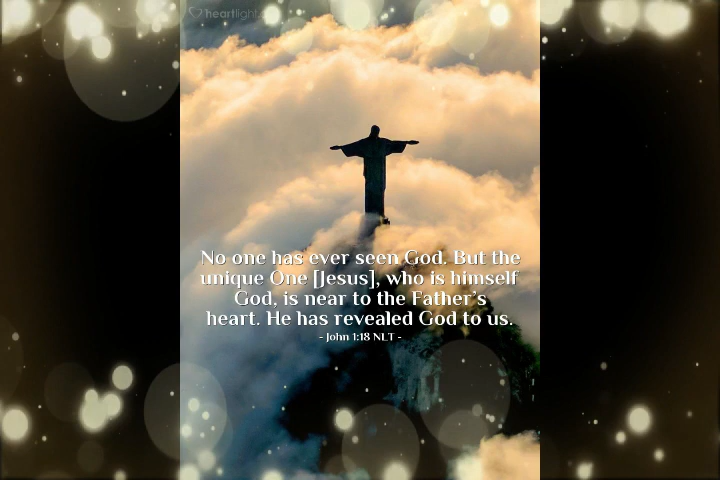 heartlight
No one has ever seen God. But the
unique One [Jesus], who is himself
God, is near to the Father's
heart. He has revealed God to us.
- John 1:18 NLT -